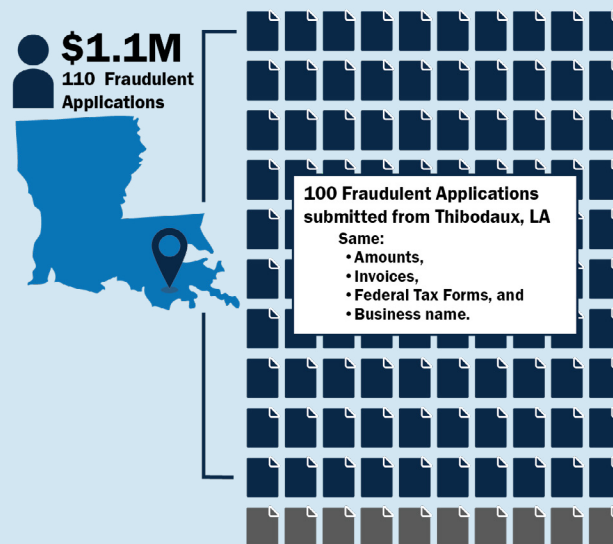 $1.1M
110 Fraudulent
Applications
100 Fraudulent Applications
submitted from Thibodaux, LA
Same:
• Amounts,
• Invoices,
• Federal Tax Forms, and
• Business name.